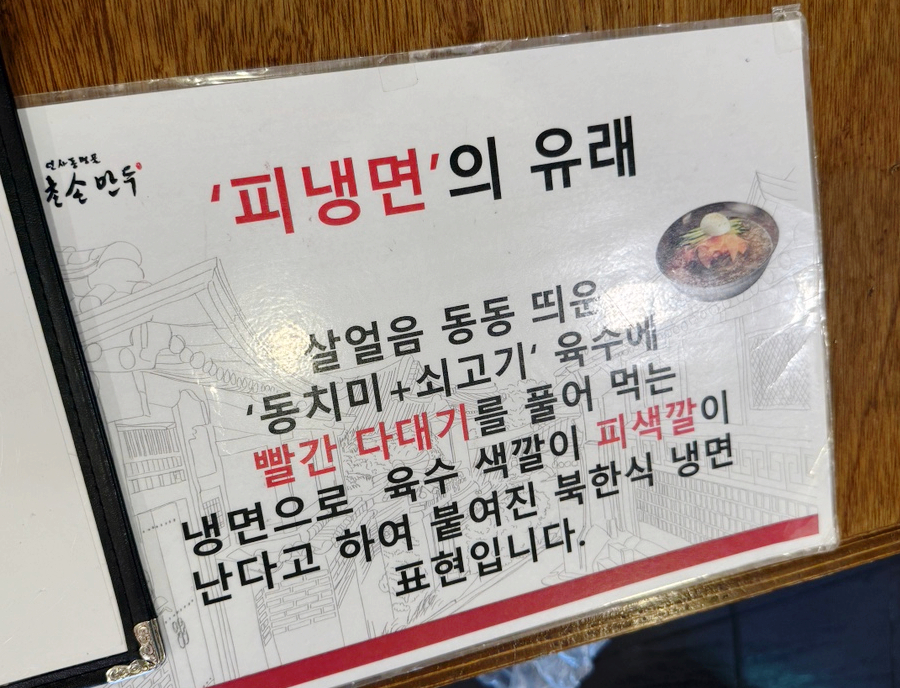 인사동명물
촌손만두
'피냉면'의 유래
살얼음 동동 띄운
'동치미+쇠고기' 육수에
빨간 다대기를 풀어 먹는
냉면으로 육수 색깔이 피색깔이
난다고 하여 붙여진 북한식 냉면
표현입니다.